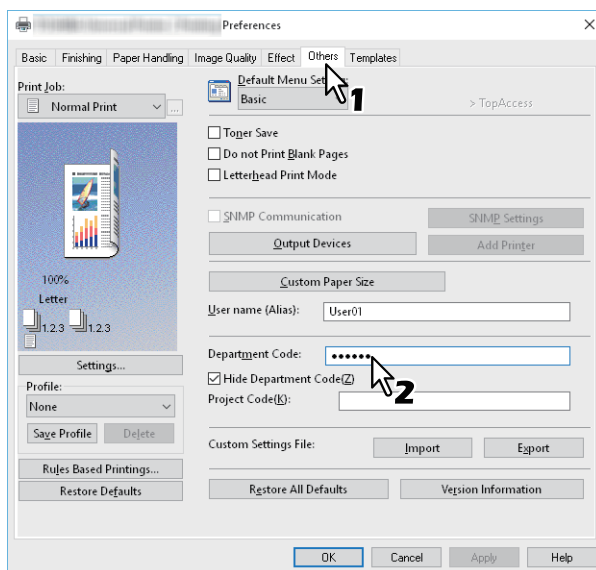 Preferences
Basic Finishing Paper Handling Image Quality Effect Others Templates
Print Job:
Normal Print
...
100%
Letter
1.2.3 1.2.3
Settings...
Profile:
None
Save Profile Delete
Rules Based Printings...
Restore Defaults
Default Menu Setting:
Basic
1
> TopAccess
Toner Save
Do not Print Blank Pages
Letterhead Print Mode
SNMP Communication SNMP Settings
Output Devices Add Printer
Custom Paper Size
User name (Alias): User01
Department Code: ••••••
2
Hide Department Code(Z)
Project Code(K):
Custom Settings File: Import Export
Restore All Defaults Version Information
OK Cancel Apply Help